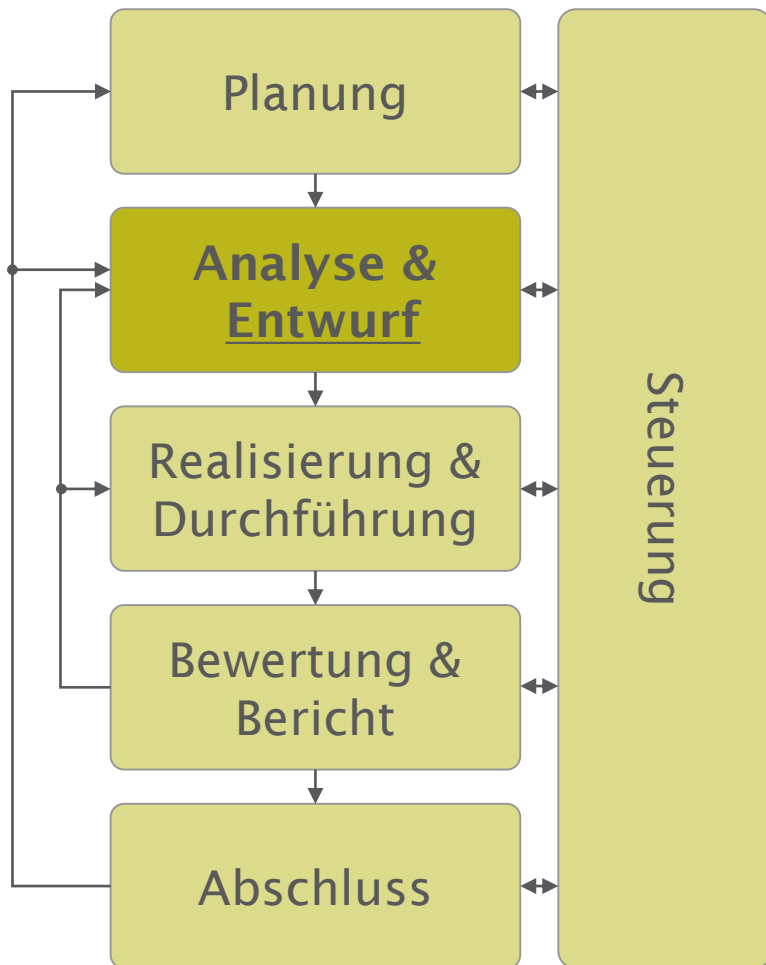 Planung
Analyse &
Entwurf
Realisierung &
Durchführung
Bewertung &
Bericht
Abschluss
Steuerung